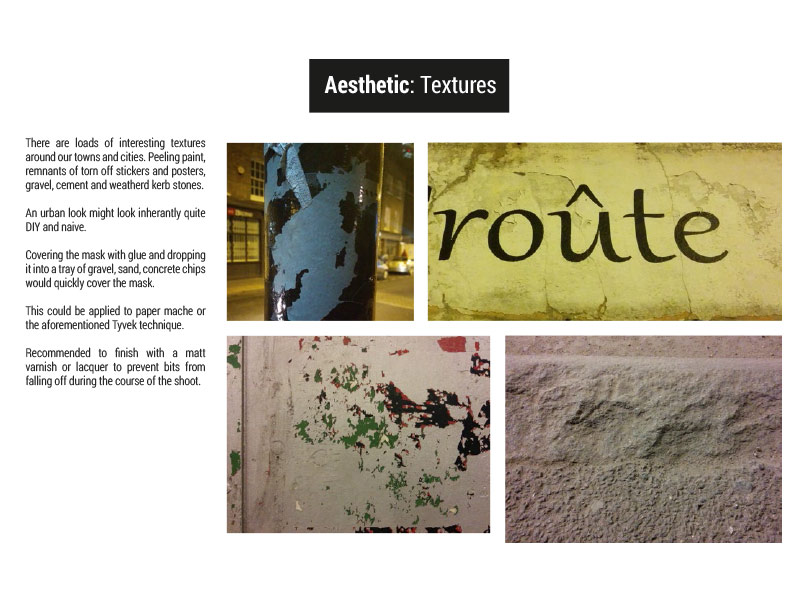 Aesthetic: Textures
There are loads of interesting textures
around our towns and cities. Peeling paint,
remnants of torn off stickers and posters,
gravel, cement and weatherd kerb stones.
An urban look might look inherantly quite
DIY and naive.
Covering the mask with glue and dropping
it into a tray of gravel, sand, concrete chips
would quickly cover the mask.
This could be applied to paper mache or
the aforementioned Tyvek technique.
Recommended to finish with a matt
varnish or lacquer to prevent bits from
falling off during the course of the shoot.
route